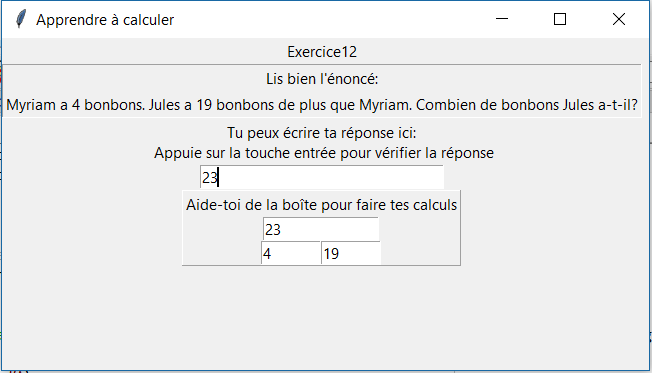 Apprendre à calculer
Exercice12
Lis bien l'énoncé:
Myriam a 4 bonbons. Jules a 19 bonbons de plus que Myriam. Combien de bonbons Jules a-t-il?
Tu peux écrire ta réponse ici:
Appuie sur la touche entrée pour vérifier la réponse
23
Aide-toi de la boîte pour faire tes calculs
23
4 19